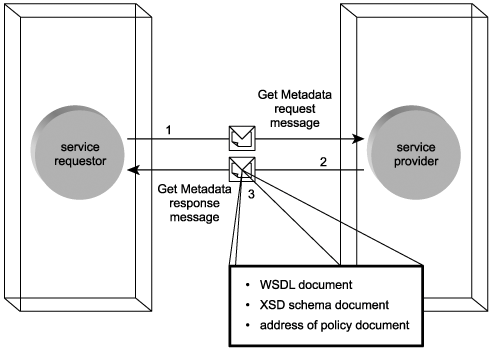 Get Metadata
request
message
1
service
requestor
service
provider
2
Get Metadata
response
message
3
• WSDL document
• XSD schema document
• address of policy document